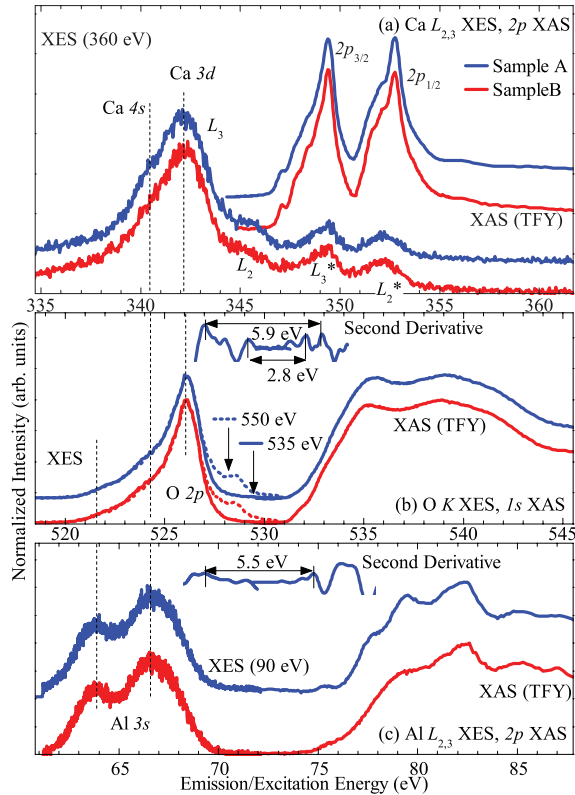 XES (360 eV)
(a) Ca L2,3 XES, 2p XAS
2p3/2
2p1/2
Sample A
SampleB
Ca 3d
Ca 4s
L3
XAS (TFY)
L2
L3*
L2*
335 340 345 350 355 360
Second Derivative
5.9 eV
2.8 eV
550 eV
535 eV
XES
XAS (TFY)
O 2p
(b) O K XES, 1s XAS
520 525 530 535 540 545
Normalized Intensity (arb. units)
Second Derivative
5.5 eV
XES (90 eV)
XAS (TFY)
Al 3s
(c) Al L2,3 XES, 2p XAS
65 70 75 80 85
Emission/Excitation Energy (eV)